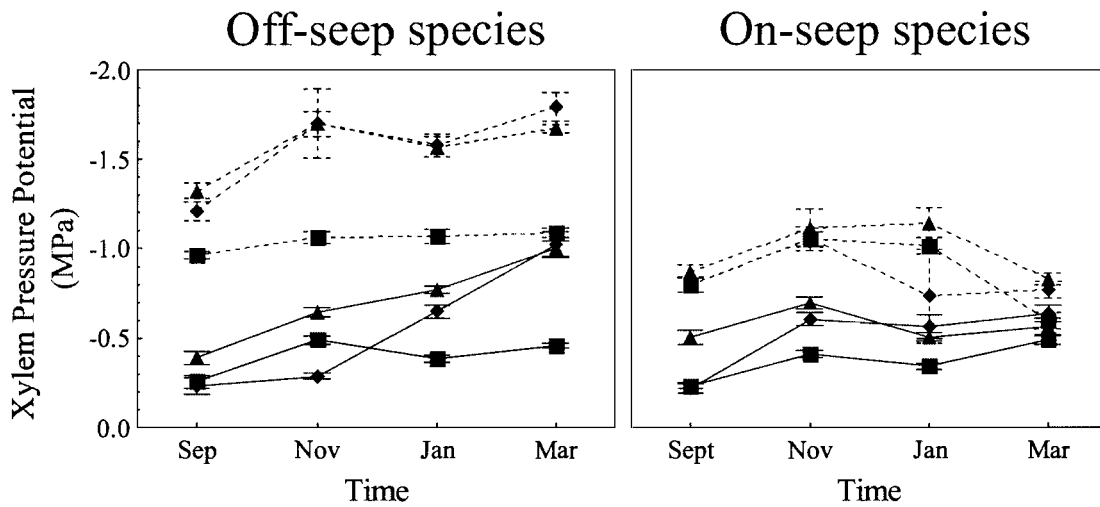 Off-seep species
On-seep species
Xylem Pressure Potential
(MPa)
-2.0
-1.5
-1.0
-0.5
0.0
Sep Nov Jan Mar
Time
Sept Nov Jan Mar
Time